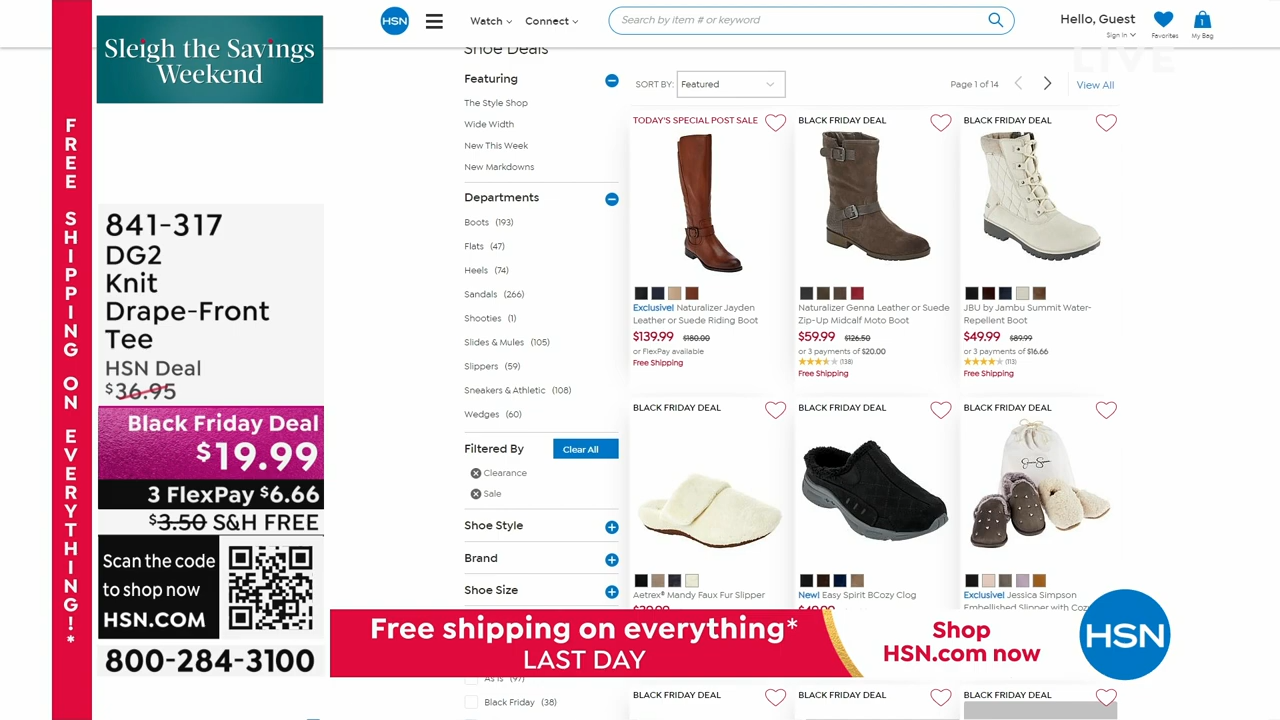 Sleigh the Savings
Weekend
FREE SHIPPING ON EVERYTHING!*
841-317
DG2
Knit
Drape-Front
Tee
HSN Deal
$36.95
Black Friday Deal
$19.99
3 FlexPay $6.66
$3.50 S&H FREE
Scan the code
to shop now
HSN.COM
800-284-3100
HSN
Watch
Connect
Search by item # or keyword
Hello, Guest
Sign In
Favorites
1
My Bag
LIVE
Shoe Deals
Featuring
The Style Shop
Wide Width
New This Week
New Markdowns
Departments
Boots (193)
Flats (47)
Heels (74)
Sandals (266)
Shooties (1)
Slides & Mules (105)
Slippers (59)
Sneakers & Athletic (108)
Wedges (60)
Filtered By
Clear All
Clearance
Sale
Shoe Style
Brand
Shoe Size
As Is (97)
Black Friday (38)
SORT BY:
Featured
Page 1 of 14
View All
TODAY'S SPECIAL POST SALE
Exclusive! Naturalizer Jayden
Leather or Suede Riding Boot
$139.99 $180.00
or FlexPay available
Free Shipping
BLACK FRIDAY DEAL
Naturalizer Genna Leather or Suede
Zip-Up Midcalf Moto Boot
$59.99 $126.50
or 3 payments of $20.00
(138)
Free Shipping
BLACK FRIDAY DEAL
JBU by Jambu Summit Water-
Repellent Boot
$49.99 $89.99
or 3 payments of $16.66
(113)
Free Shipping
BLACK FRIDAY DEAL
Aetrex® Mandy Faux Fur Slipper
BLACK FRIDAY DEAL
New! Easy Spirit BCozy Clog
BLACK FRIDAY DEAL
Jessica Simpson
Exclusive! Jessica Simpson
Embellished Slipper with Cozy
BLACK FRIDAY DEAL
BLACK FRIDAY DEAL
BLACK FRIDAY DEAL
Free shipping on everything*
LAST DAY
Shop
HSN.com now
HSN